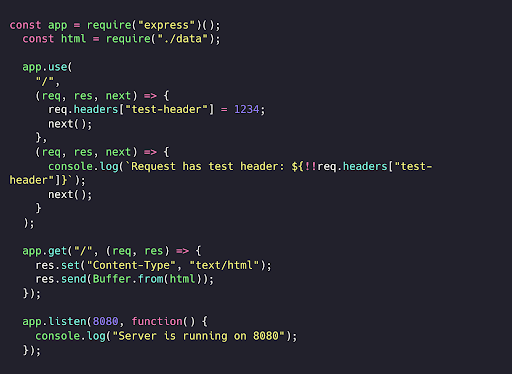 const app = require("express")();
const html = require("./data");
app.use(
"/",
(req, res, next) => {
req.headers["test-header"] = 1234;
next();
},
(req, res, next) => {
console.log(`Request has test header: ${!!req.headers["test-
header"]}`);
next();
}
);
app.get("/", (req, res) => {
res.set("Content-Type", "text/html");
res.send(Buffer.from(html));
});
app.listen(8080, function() {
console.log("Server is running on 8080");
});